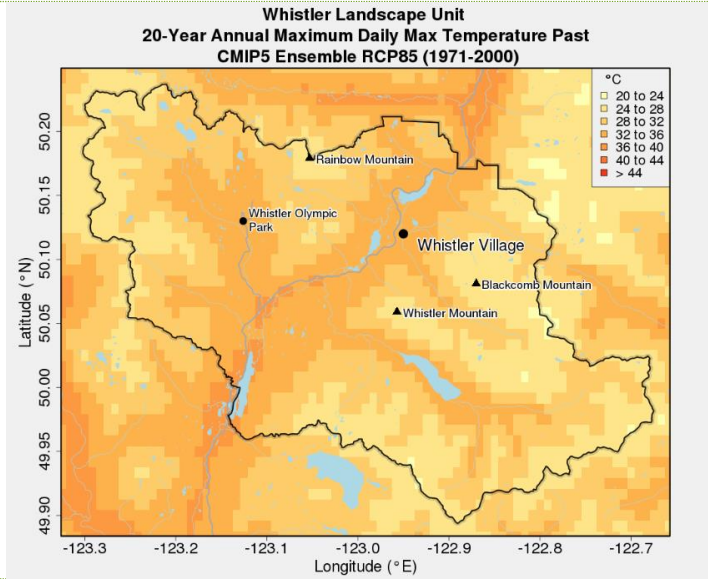 Whistler Landscape Unit
20-Year Annual Maximum Daily Max Temperature Past
CMIP5 Ensemble RCP85 (1971-2000)
°C
20 to 24
24 to 28
28 to 32
32 to 36
36 to 40
40 to 44
> 44
Rainbow Mountain
Whistler Olympic
Park
Whistler Village
Blackcomb Mountain
Whistler Mountain
Latitude (°N)
50.20
50.15
50.10
50.05
50.00
49.95
49.90
-123.3
-123.2
-123.1
-123.0
-122.9
-122.8
-122.7
Longitude (°E)